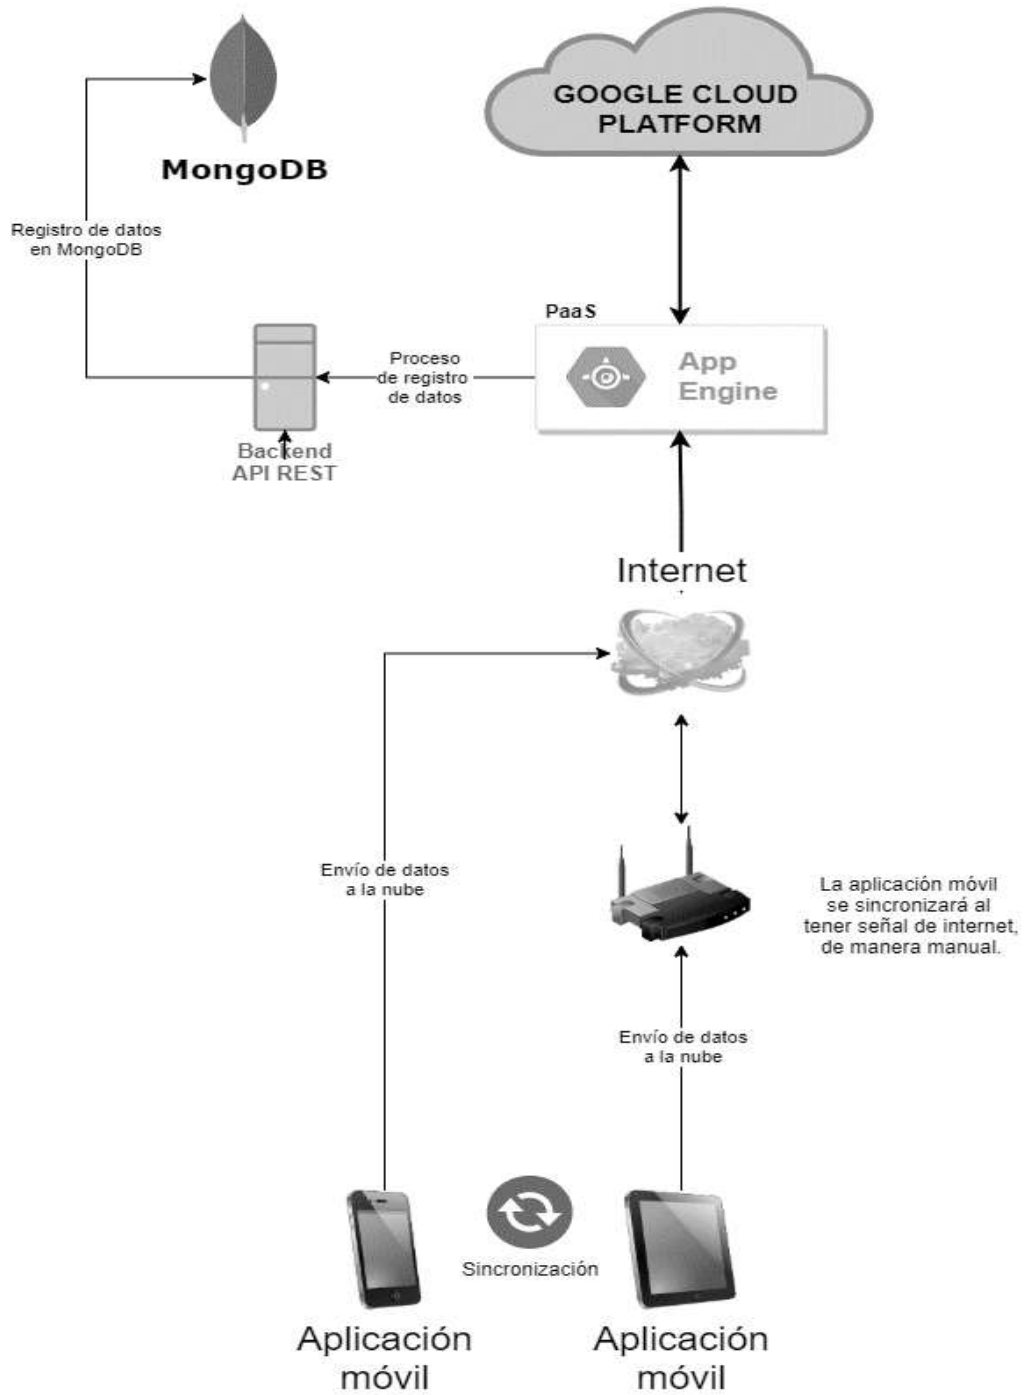 GOOGLE CLOUD
PLATFORM
MongoDB
Registro de datos
en MongoDB
PaaS
App
Engine
Proceso
de registro
de datos
Backend
API REST
Internet
Envío de datos
a la nube
La aplicación móvil
se sincronizará al
tener señal de internet,
de manera manual.
Envío de datos
a la nube
Sincronización
Aplicación
móvil
Aplicación
móvil